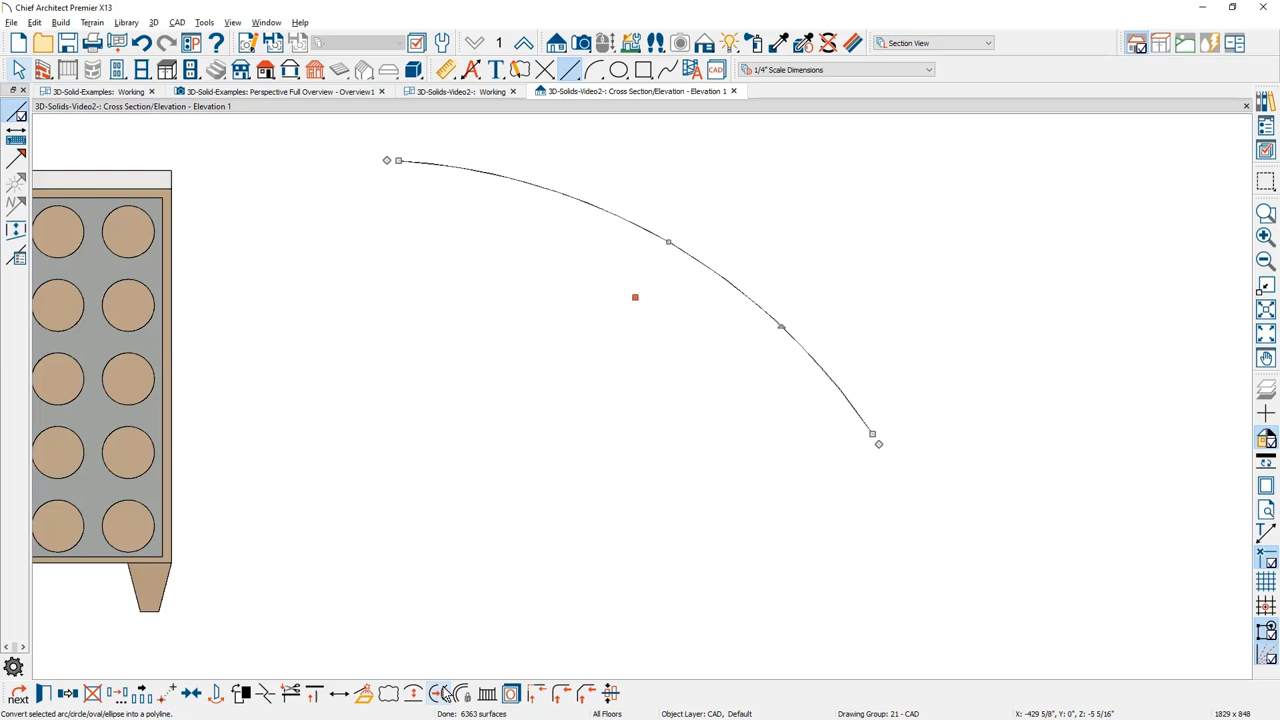 Chief Architect Premier X13
File Edit Build Terrain Library 3D CAD Tools View Window Help
1 Section View
CAD 1/4" Scale Dimensions
3D-Solid-Examples: Working 3D-Solid-Examples: Perspective Full Overview - Overview1 3D-Solids-Video2-: Working 3D-Solids-Video2-: Cross Section/Elevation - Elevation 1
3D-Solids-Video2-: Cross Section/Elevation - Elevation 1
next
Convert selected arc/circle/oval/ellipse into a polyline. Done: 6363 surfaces All Floors Object Layer: CAD, Default Drawing Group: 21 - CAD X: -429 5/8", Y: 0", Z: -5 5/16" 1829 x 848